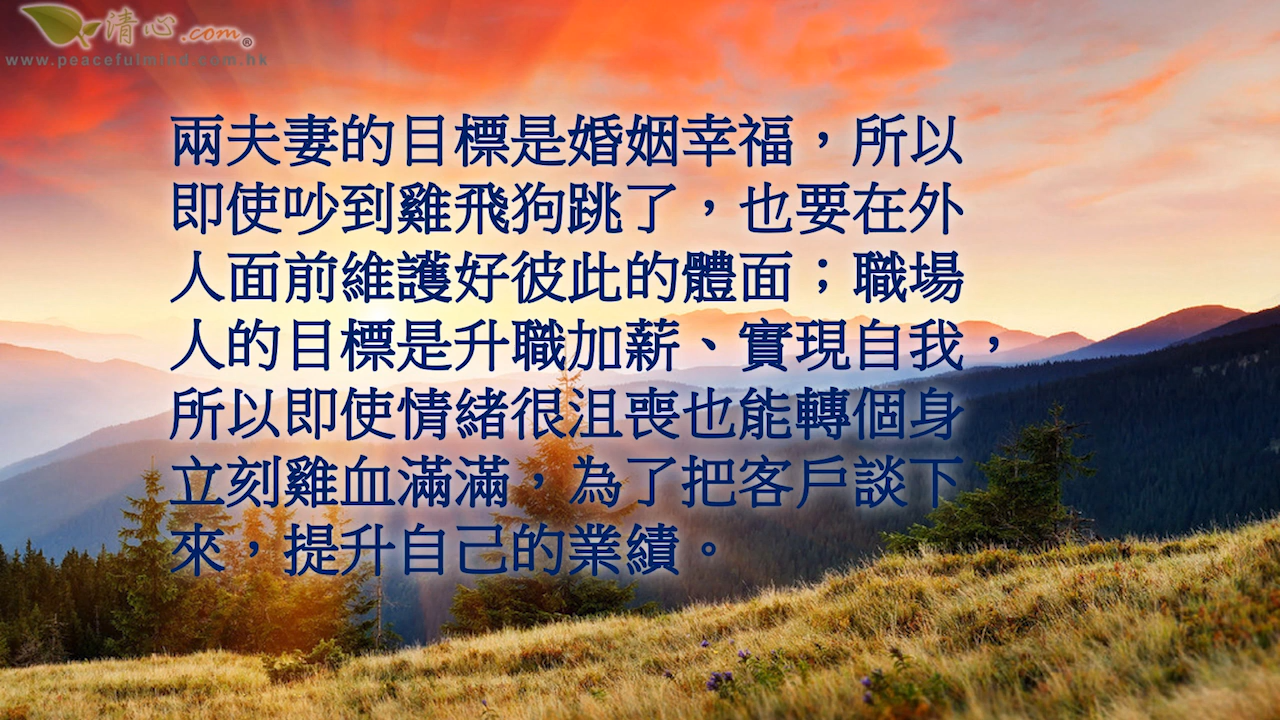 清心.com®
www.peacefulmind.com.hk
兩夫妻的目標是婚姻幸福，所以
即使吵到雞飛狗跳了，也要在外
人面前維護好彼此的體面；職場
人的目標是升職加薪、實現自我，
所以即使情緒很沮喪也能轉個身
立刻雞血滿滿，為了把客戶談下
來，提升自己的業績。